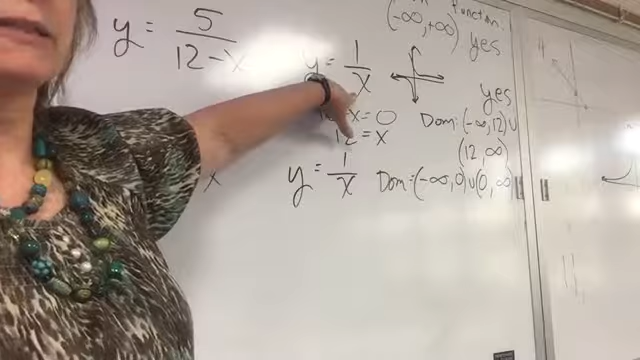 Function:
(-∞,+∞) yes
y = 5/(12-x)
y = 1/x
yes
x = 0
12 = x
Dom: (-∞,12)∪
(12,∞)
x
y = 1/x Dom: (-∞,0)∪(0,∞)